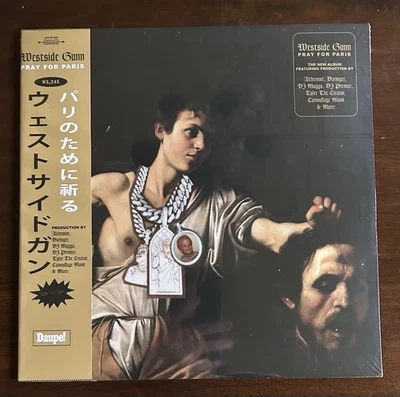 Westside Gunn
PRAY FOR PARIS
¥5,245
パリのために祈る
ウェストサイドガン
PRODUCTION BY
Alchemist,
Daringer,
DJ Muggs,
DJ Premier,
Tyler The Creator,
Camouflage Monk
& More!
Daupe!
Westside Gunn
PRAY FOR PARIS
THE NEW ALBUM
FEATURING PRODUCTION BY
Alchemist, Daringer,
DJ Muggs, DJ Premier,
Tyler The Creator,
Camouflage Monk
& More!